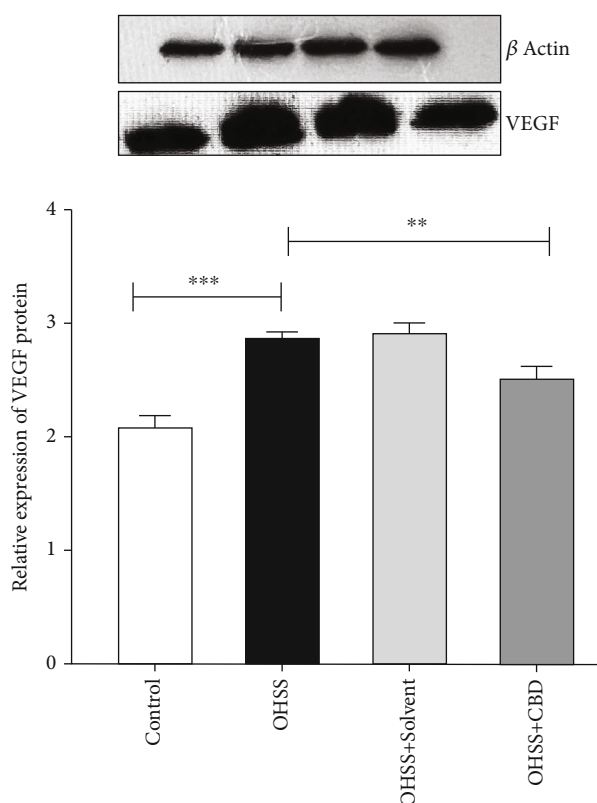 β Actin
VEGF
Relative expression of VEGF protein
4
3
2
1
0
***
**
Control
OHSS
OHSS+Solvent
OHSS+CBD